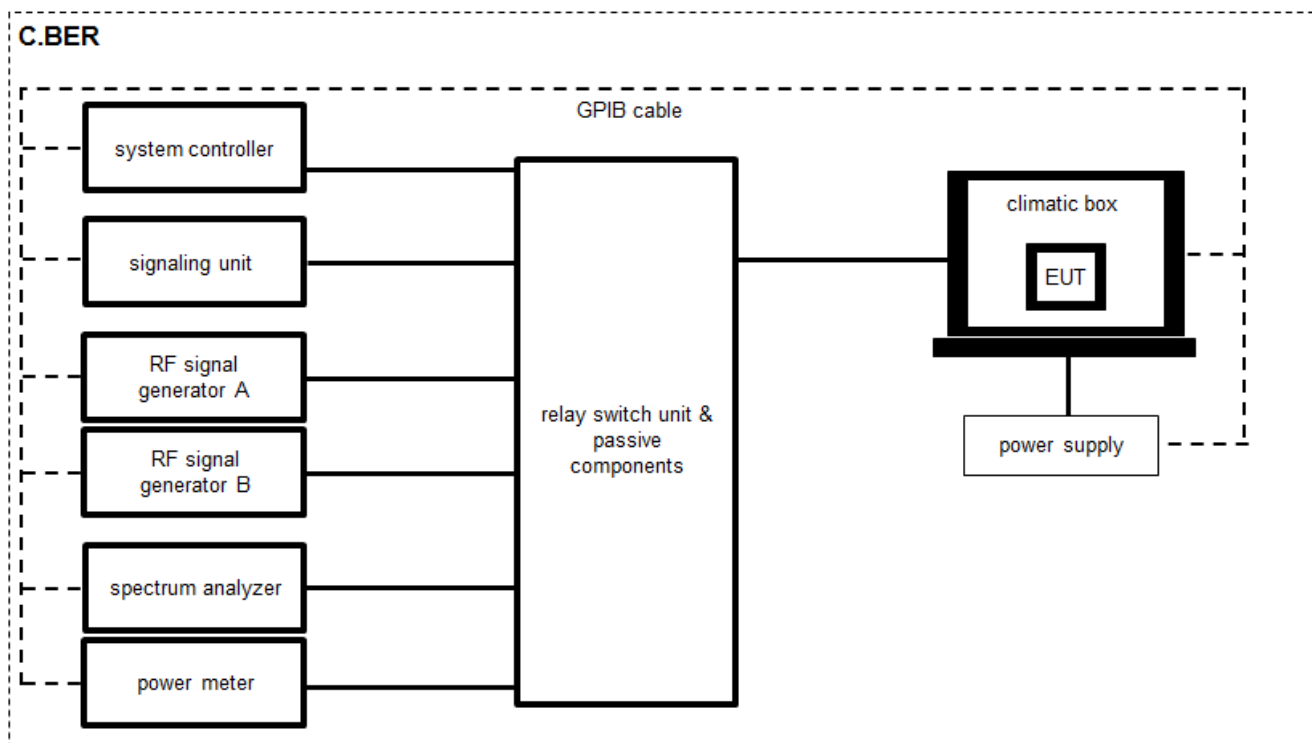 C.BER
GPIB cable
system controller
signaling unit
RF signal
generator A
RF signal
generator B
spectrum analyzer
power meter
relay switch unit &
passive
components
climatic box
EUT
power supply